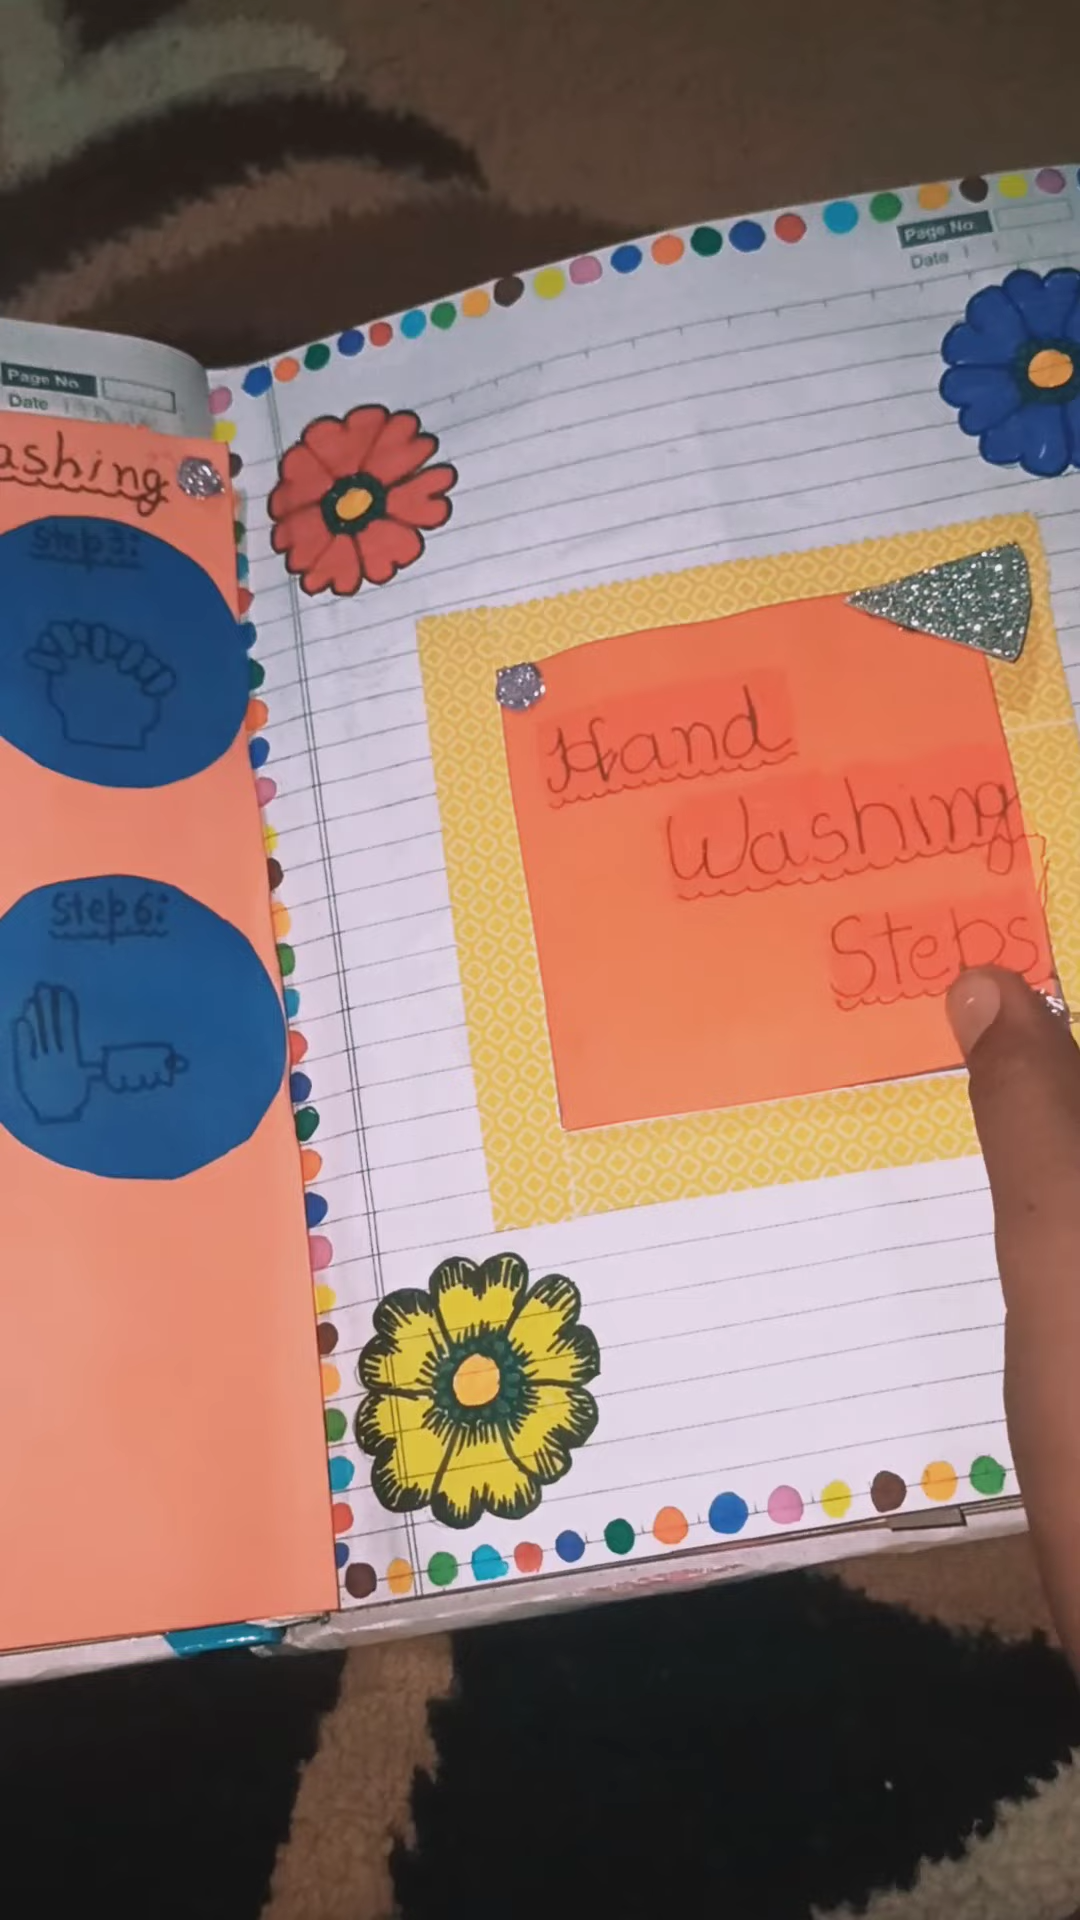 Page No.
Date
ashing
Step 3:
Step 6:
Page No.
Date
Hand
Washing
Steps